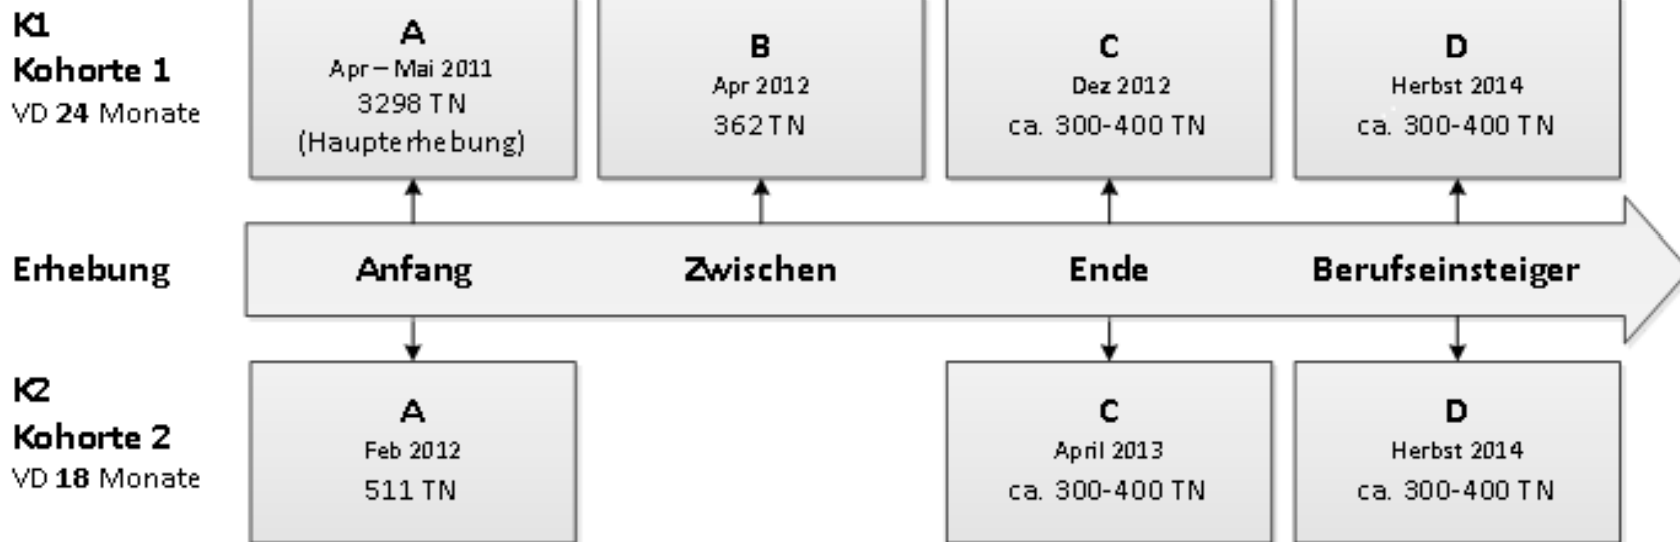 K1
Kohorte 1
VD 24 Monate
A
Apr – Mai 2011
3298 TN
(Haupterhebung)
B
Apr 2012
362 TN
C
Dez 2012
ca. 300-400 TN
D
Herbst 2014
ca. 300-400 TN
Erhebung
Anfang
Zwischen
Ende
Berufseinsteiger
K2
Kohorte 2
VD 18 Monate
A
Feb 2012
511 TN
C
April 2013
ca. 300-400 TN
D
Herbst 2014
ca. 300-400 TN